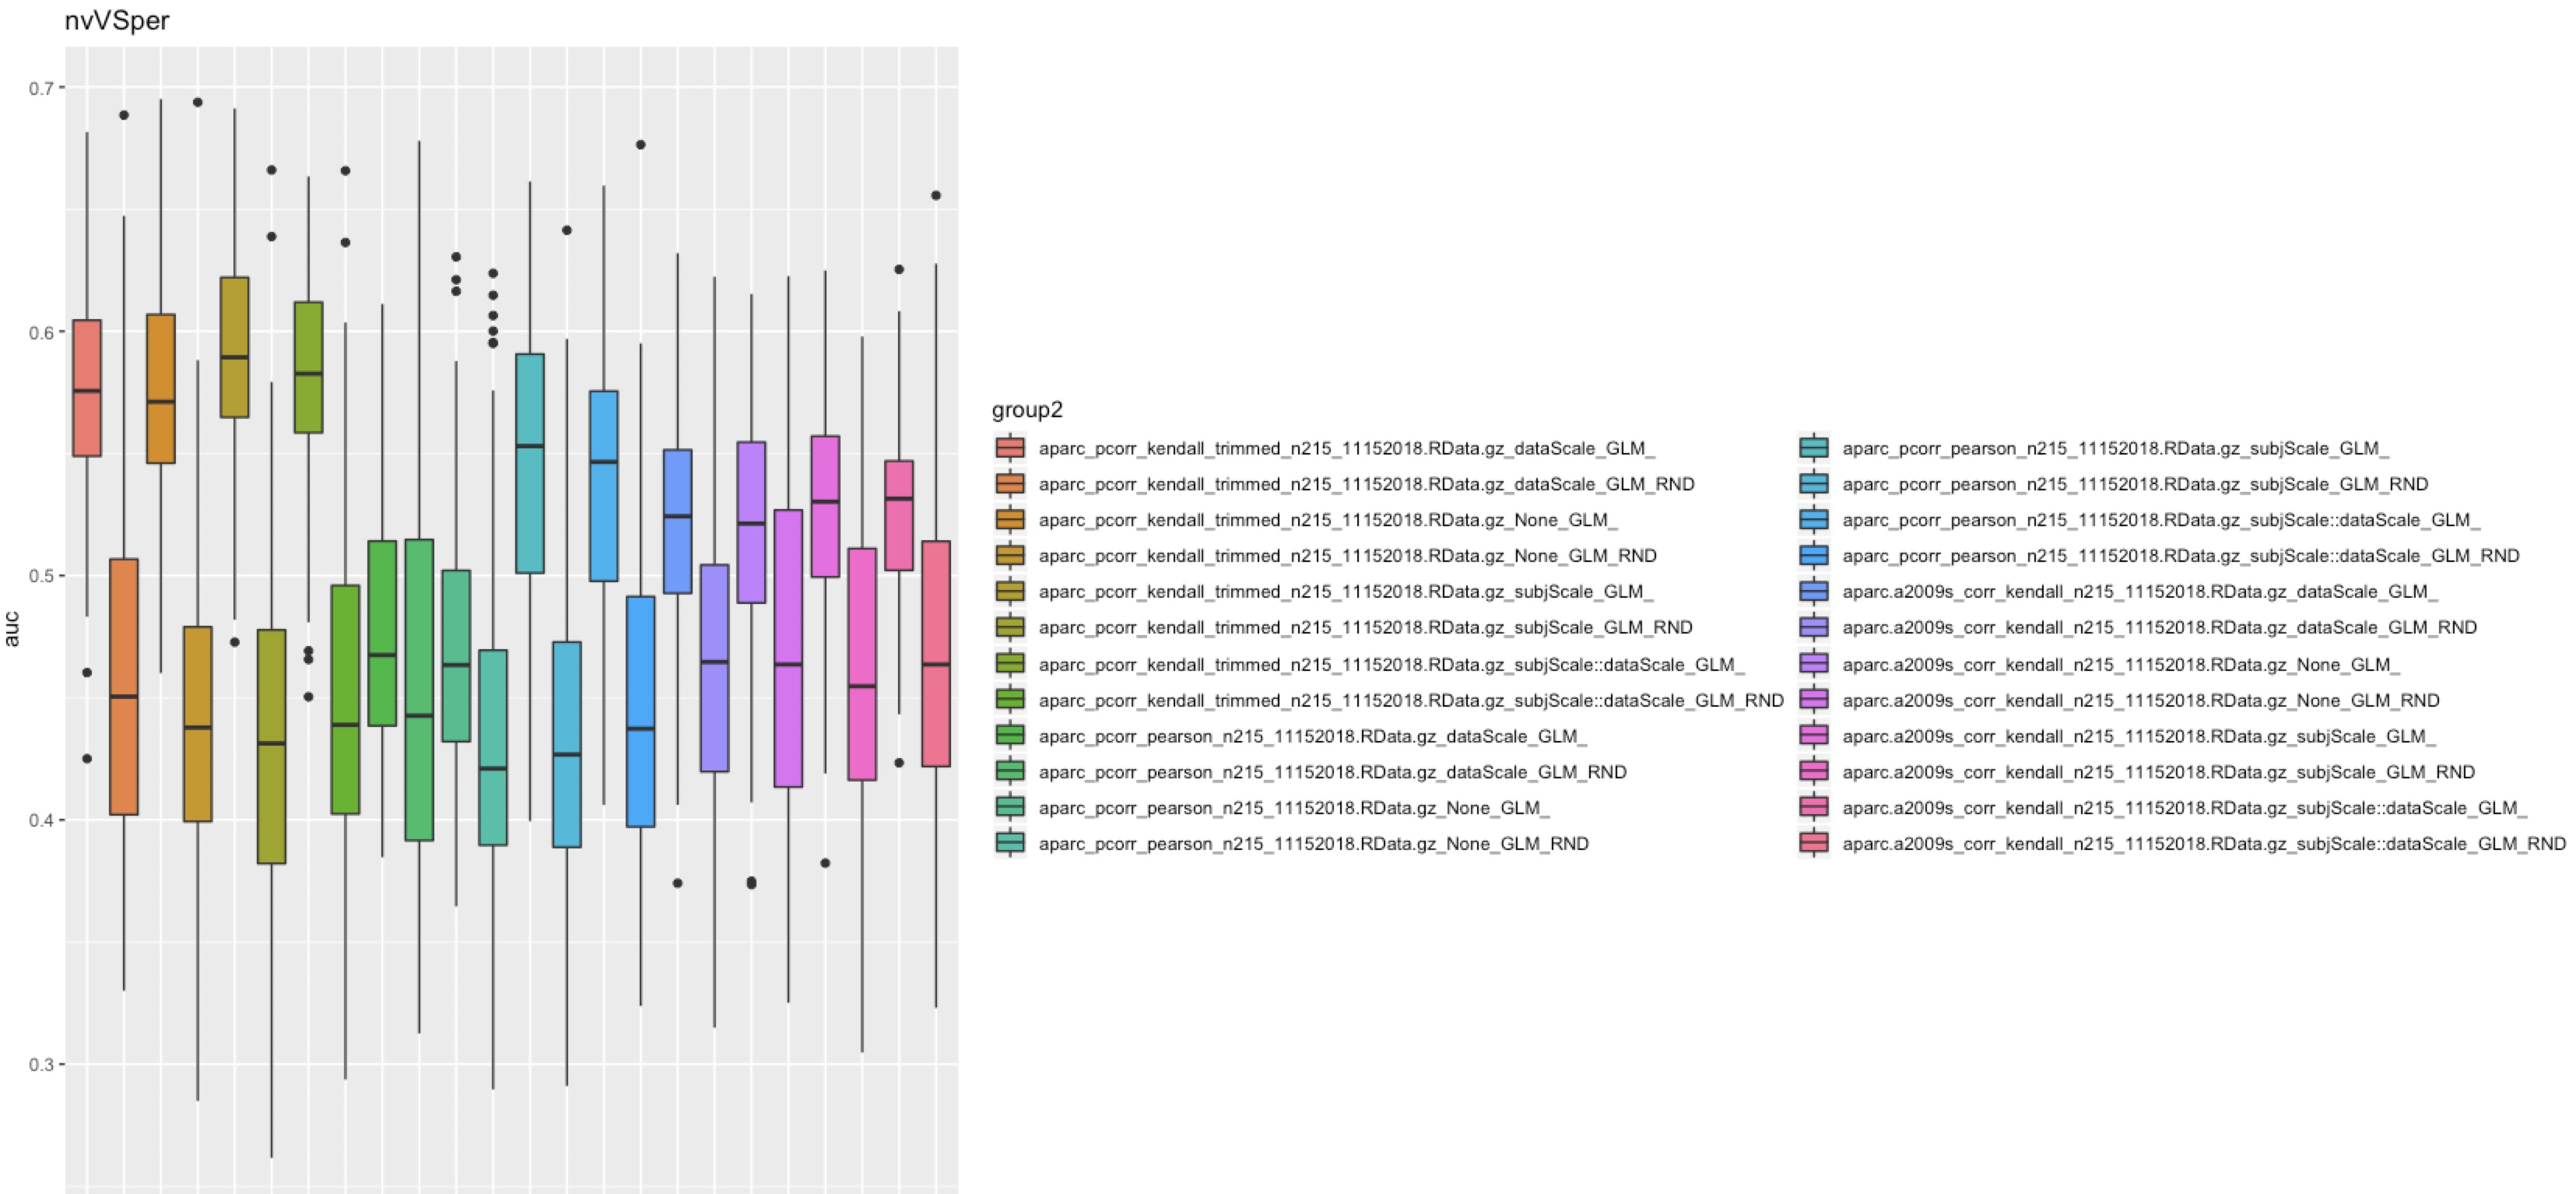 nvVSper
0.7
0.6
0.5
0.4
0.3
auc
group2
aparc_pcorr_kendall_trimmed_n215_11152018.RData.gz_dataScale_GLM_
aparc_pcorr_kendall_trimmed_n215_11152018.RData.gz_dataScale_GLM_RND
aparc_pcorr_kendall_trimmed_n215_11152018.RData.gz_None_GLM_
aparc_pcorr_kendall_trimmed_n215_11152018.RData.gz_None_GLM_RND
aparc_pcorr_kendall_trimmed_n215_11152018.RData.gz_subjScale_GLM_
aparc_pcorr_kendall_trimmed_n215_11152018.RData.gz_subjScale_GLM_RND
aparc_pcorr_kendall_trimmed_n215_11152018.RData.gz_subjScale::dataScale_GLM_
aparc_pcorr_kendall_trimmed_n215_11152018.RData.gz_subjScale::dataScale_GLM_RND
aparc_pcorr_pearson_n215_11152018.RData.gz_dataScale_GLM_
aparc_pcorr_pearson_n215_11152018.RData.gz_dataScale_GLM_RND
aparc_pcorr_pearson_n215_11152018.RData.gz_None_GLM_
aparc_pcorr_pearson_n215_11152018.RData.gz_None_GLM_RND
aparc_pcorr_pearson_n215_11152018.RData.gz_subjScale_GLM_
aparc_pcorr_pearson_n215_11152018.RData.gz_subjScale_GLM_RND
aparc_pcorr_pearson_n215_11152018.RData.gz_subjScale::dataScale_GLM_
aparc_pcorr_pearson_n215_11152018.RData.gz_subjScale::dataScale_GLM_RND
aparc.a2009s_corr_kendall_n215_11152018.RData.gz_dataScale_GLM_
aparc.a2009s_corr_kendall_n215_11152018.RData.gz_dataScale_GLM_RND
aparc.a2009s_corr_kendall_n215_11152018.RData.gz_None_GLM_
aparc.a2009s_corr_kendall_n215_11152018.RData.gz_None_GLM_RND
aparc.a2009s_corr_kendall_n215_11152018.RData.gz_subjScale_GLM_
aparc.a2009s_corr_kendall_n215_11152018.RData.gz_subjScale_GLM_RND
aparc.a2009s_corr_kendall_n215_11152018.RData.gz_subjScale::dataScale_GLM_
aparc.a2009s_corr_kendall_n215_11152018.RData.gz_subjScale::dataScale_GLM_RND